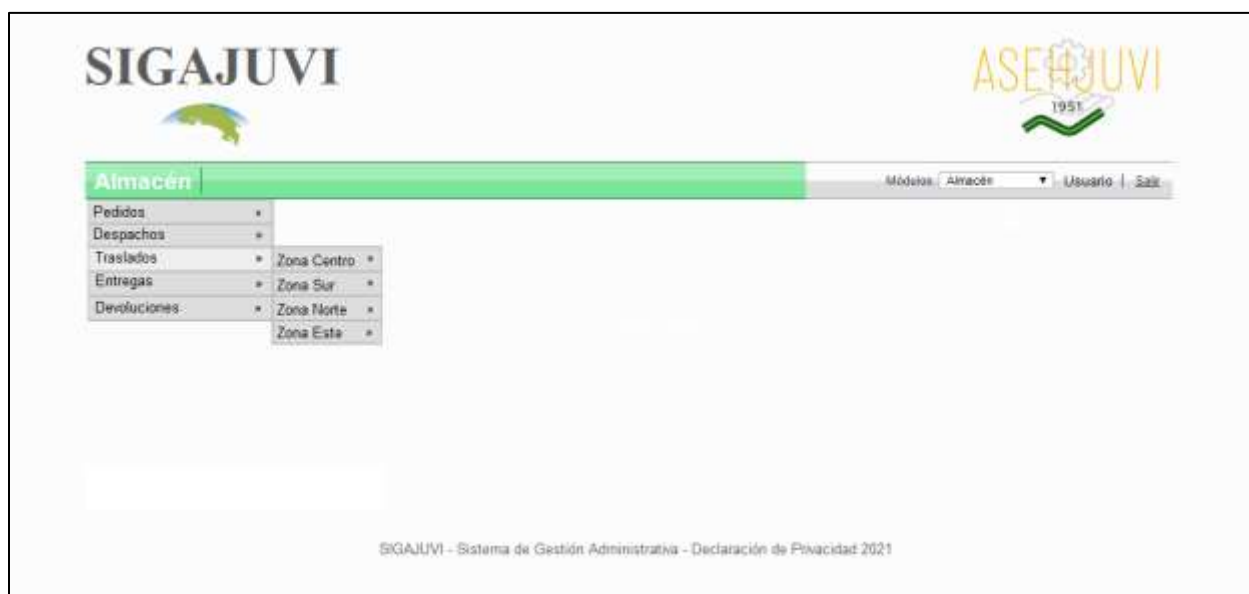 SIGAJUVI
ASEHJUVI
1951
Almacén
Módulos Almacén Usuario | Salir
Pedidos
Despachos
Traslados
Entregas
Devoluciones
Zona Centro
Zona Sur
Zona Norte
Zona Este
SIGAJUVI - Sistema de Gestión Administrativa - Declaración de Privacidad 2021